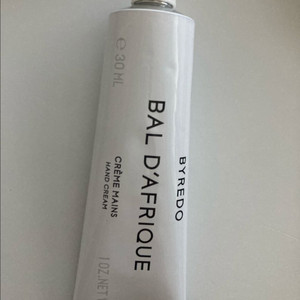 BYREDO
BAL D'AFRIQUE
CRÈME MAINS
HAND CREAM
℮ 30 ML
1 OZ. NET